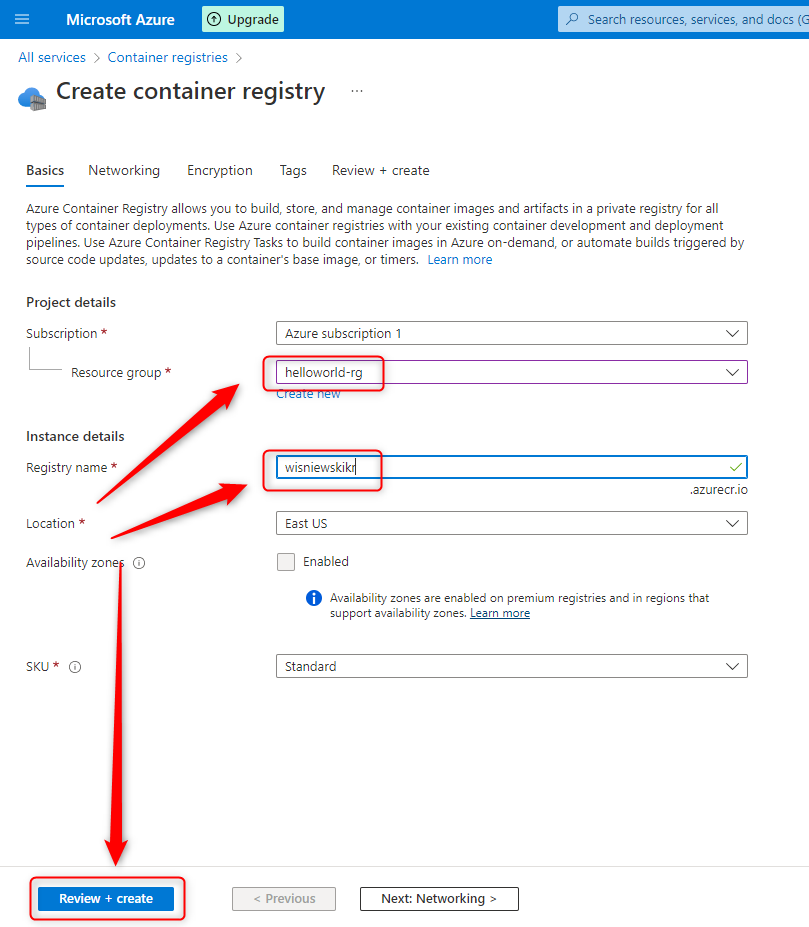 Microsoft Azure
Upgrade
Search resources, services, and docs (G
All services > Container registries >
Create container registry ...
Basics Networking Encryption Tags Review + create
Azure Container Registry allows you to build, store, and manage container images and artifacts in a private registry for all
types of container deployments. Use Azure container registries with your existing container development and deployment
pipelines. Use Azure Container Registry Tasks to build container images in Azure on-demand, or automate builds triggered by
source code updates, updates to a container's base image, or timers. Learn more
Project details
Subscription *
Azure subscription 1
Resource group *
helloworld-rg
Create new
Instance details
Registry name *
wisniewskikr
.azurecr.io
Location *
East US
Availability zones
Enabled
Availability zones are enabled on premium registries and in regions that
support availability zones. Learn more
SKU *
Standard
Review + create
< Previous
Next: Networking >